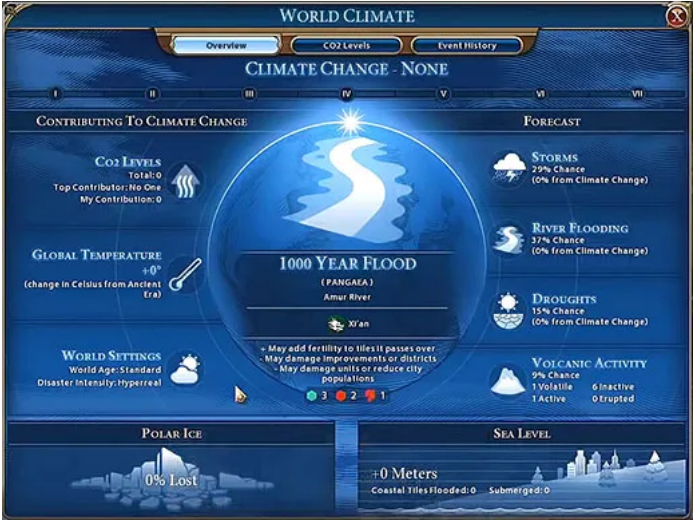 WORLD CLIMATE
Overview
CO2 Levels
Event History
CLIMATE CHANGE - NONE
I II III IV V VI VII
CONTRIBUTING TO CLIMATE CHANGE
CO2 LEVELS
Total: 0
Top Contributor: No One
My Contribution: 0
GLOBAL TEMPERATURE
+0°
(change in Celsius from Ancient
Era)
WORLD SETTINGS
World Age: Standard
Disaster Intensity: Hyperreal
1000 YEAR FLOOD
(PANGAEA)
Amur River
Xi'an
+ May add fertility to tiles it passes over
- May damage improvements or districts
- May damage units or reduce city
populations
3 2 1
FORECAST
STORMS
29% Chance
(0% from Climate Change)
RIVER FLOODING
37% Chance
(0% from Climate Change)
DROUGHTS
15% Chance
(0% from Climate Change)
VOLCANIC ACTIVITY
9% Chance
1 Volatile 6 Inactive
1 Active 0 Erupted
POLAR ICE
0% Lost
SEA LEVEL
+0 Meters
Coastal Tiles Flooded: 0 Submerged: 0